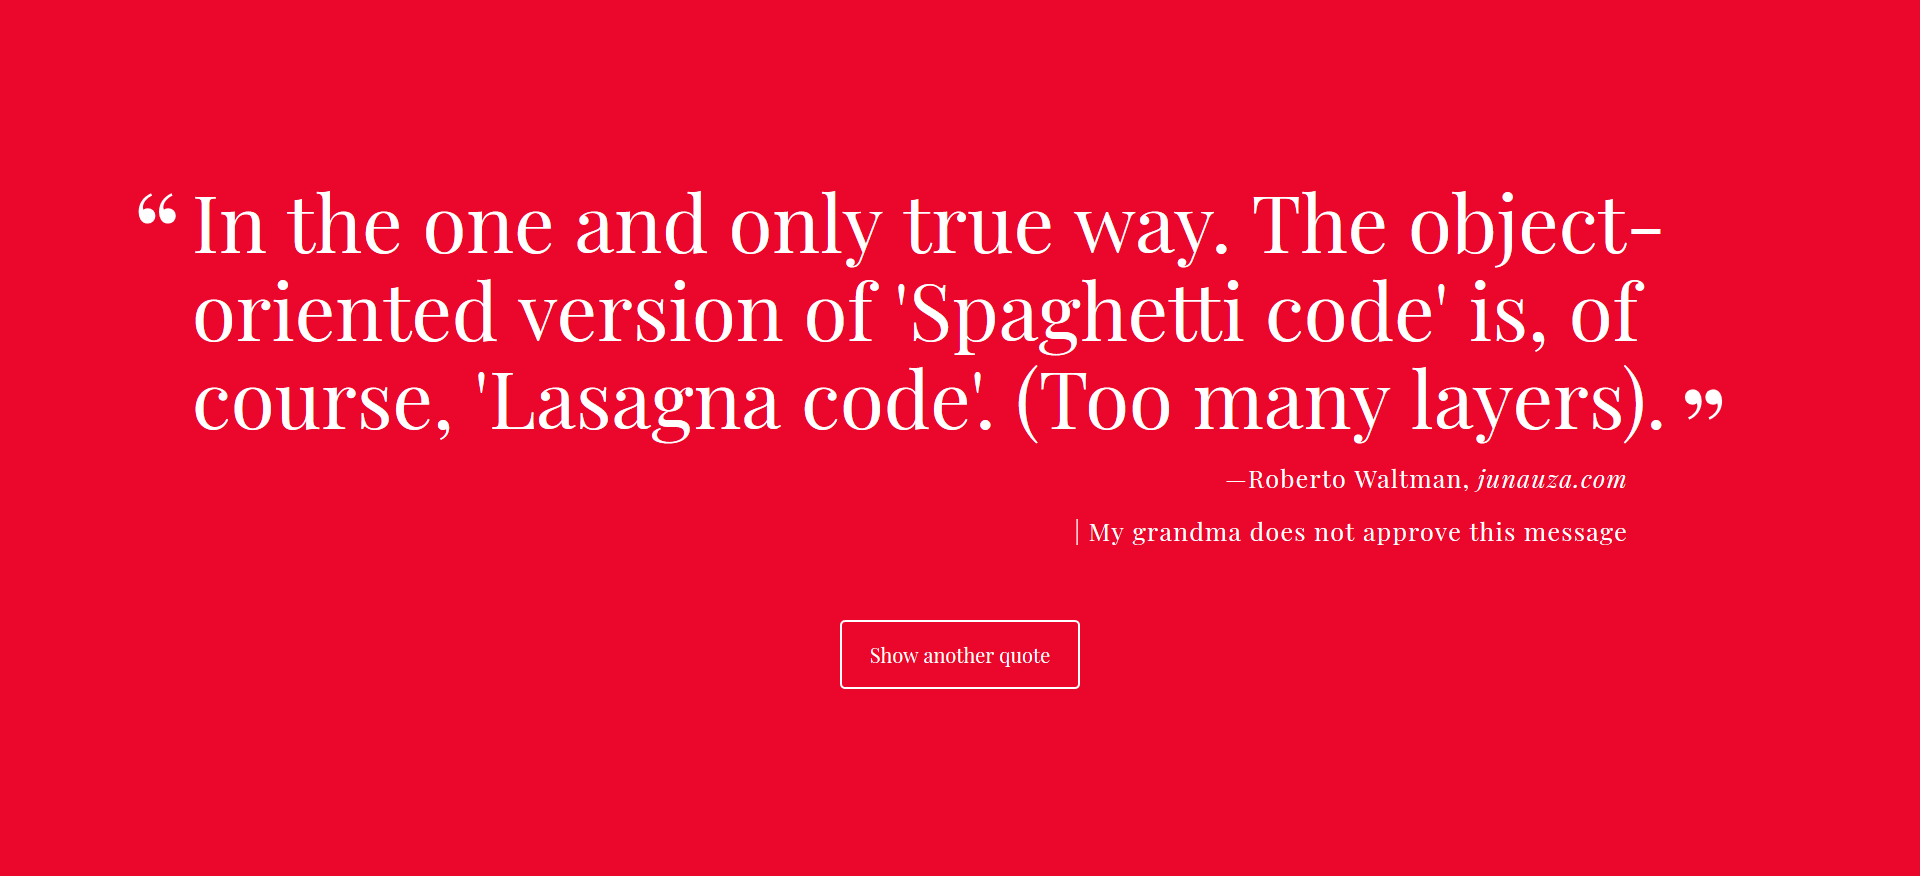 “ In the one and only true way. The object-
oriented version of 'Spaghetti code' is, of
course, 'Lasagna code'. (Too many layers). ”
—Roberto Waltman, junauza.com
| My grandma does not approve this message
Show another quote